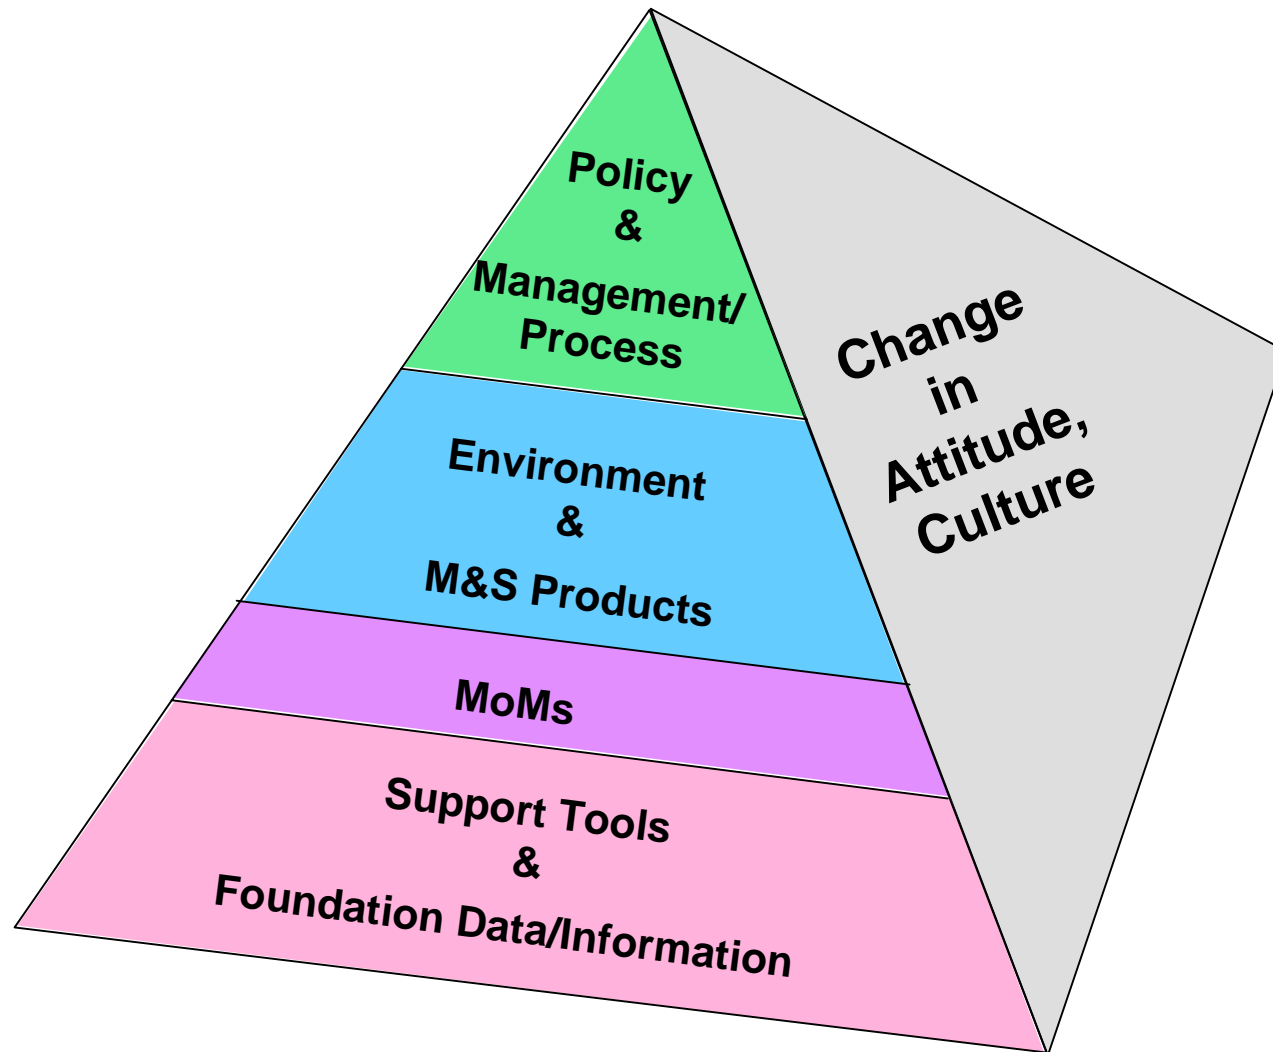 Policy
&
Management/
Process
Environment
&
M&S Products
MoMs
Support Tools
&
Foundation Data/Information
Change
in
Attitude,
Culture